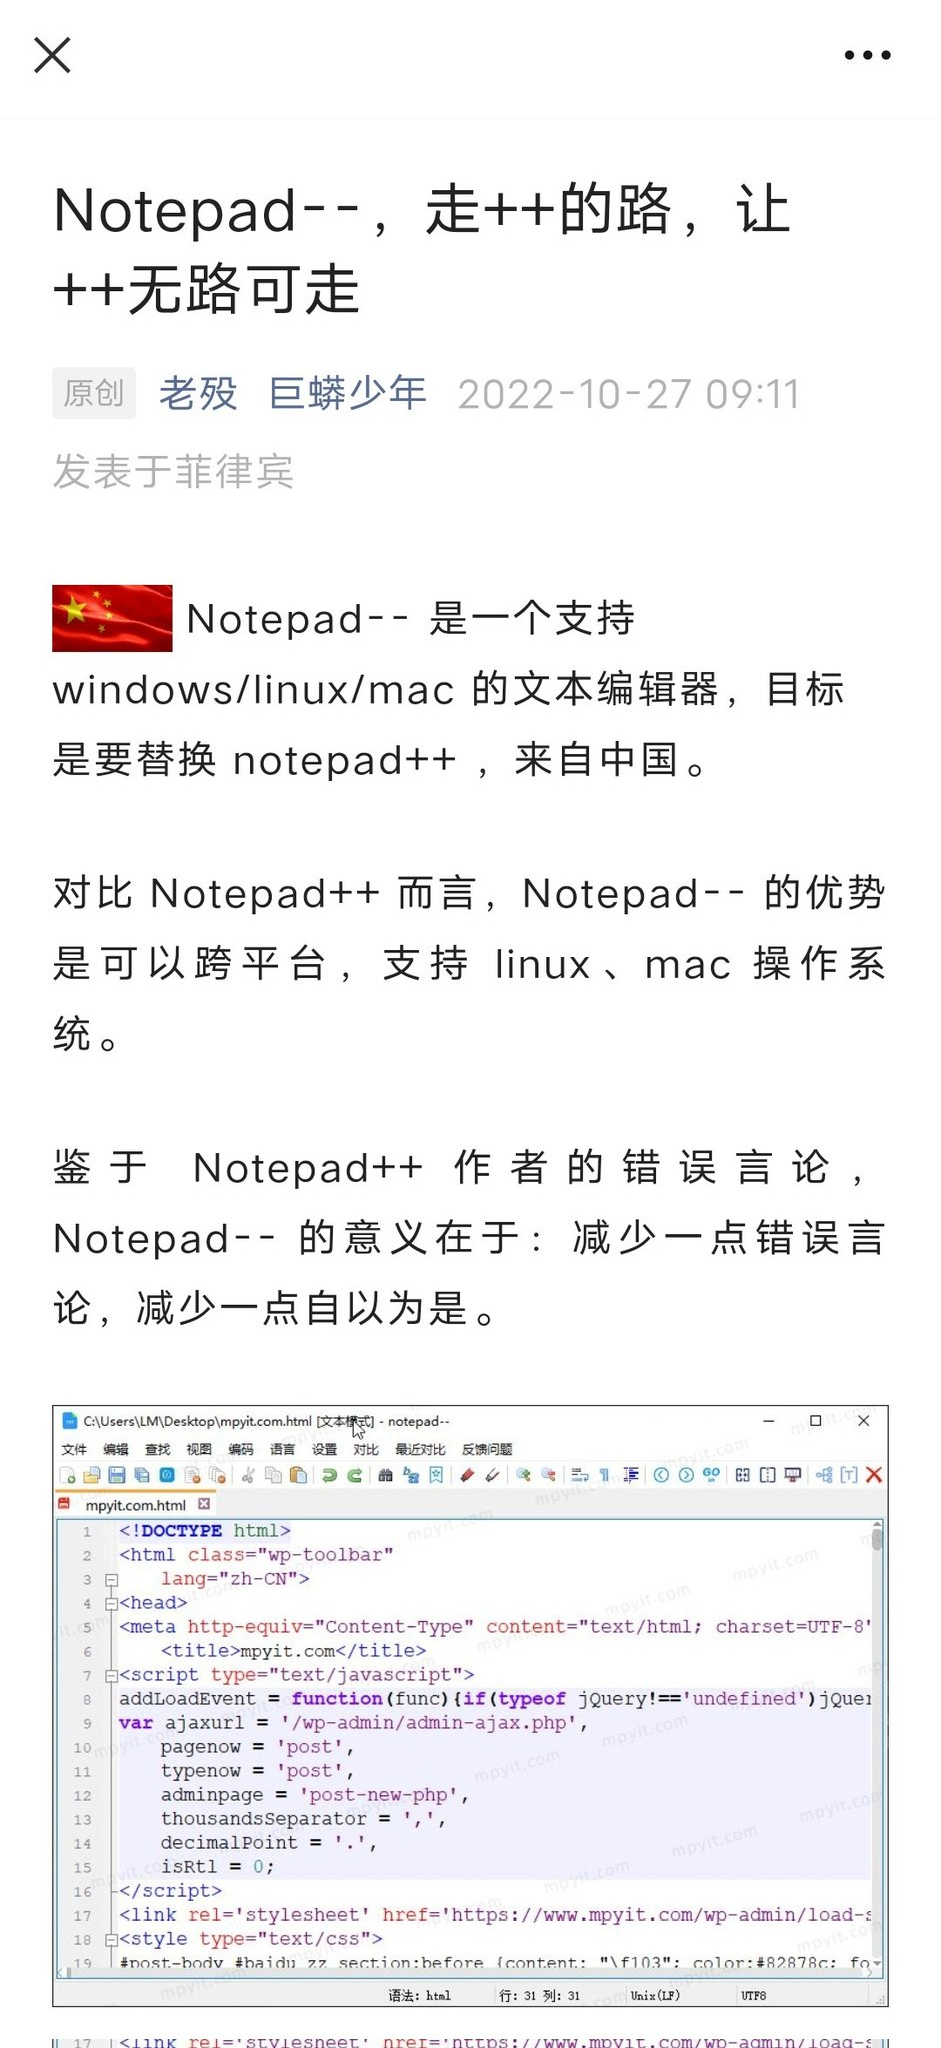 Notepad--，走++的路，让
++无路可走
原创 老殁 巨蟒少年 2022-10-27 09:11
发表于菲律宾
Notepad-- 是一个支持
windows/linux/mac 的文本编辑器，目标
是要替换 notepad++ ，来自中国。
对比 Notepad++ 而言，Notepad-- 的优势
是可以跨平台，支持 linux、mac 操作系
统。
鉴于 Notepad++ 作者的错误言论，
Notepad-- 的意义在于：减少一点错误言
论，减少一点自以为是。
C:\Users\LM\Desktop\mpyit.com.html [文本模式] - notepad--
文件 编辑 查找 视图 编码 语言 设置 对比 最近对比 反馈问题
mpyit.com.html
1 <!DOCTYPE html>
2 <html class="wp-toolbar"
3 lang="zh-CN">
4 <head>
5 <meta http-equiv="Content-Type" content="text/html; charset=UTF-8"
6 <title>mpyit.com</title>
7 <script type="text/javascript">
8 addLoadEvent = function(func){if(typeof jQuery!=='undefined')jQuer
9 var ajaxurl = '/wp-admin/admin-ajax.php',
10 pagenow = 'post',
11 typenow = 'post',
12 adminpage = 'post-new-php',
13 thousandsSeparator = ',',
14 decimalPoint = '.',
15 isRtl = 0;
16 </script>
17 <link rel='stylesheet' href='https://www.mpyit.com/wp-admin/load-s
18 <style type="text/css">
19 #post-body #baidu_zz_section:before {content: "\f103"; color:#82878c; fo
语法: html 行: 31 列: 31 Unix(LF) UTF8
17 <link rel='stylesheet' href='https://www.mpyit.com/wp-admin/load-s